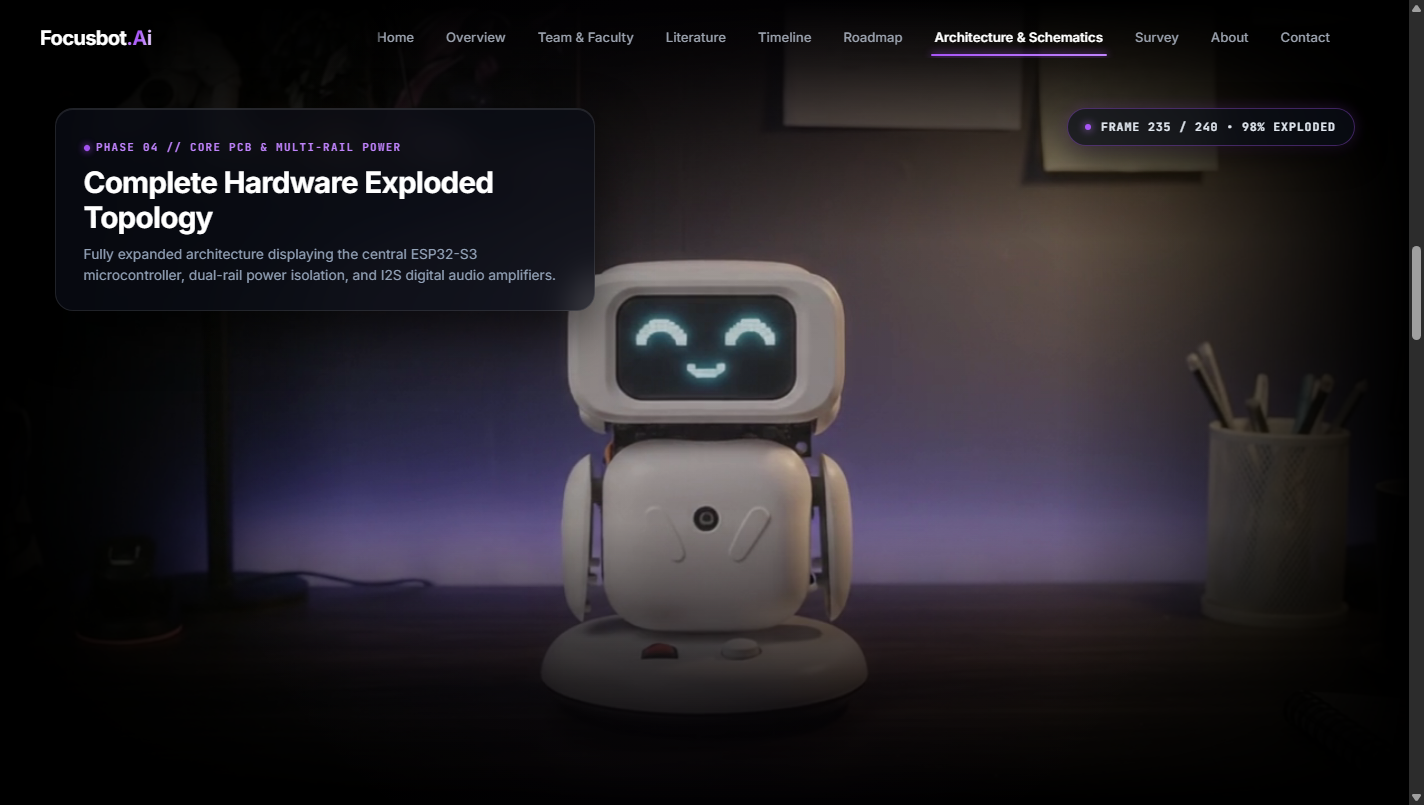 Focusbot.Ai
Home Overview Team & Faculty Literature Timeline Roadmap Architecture & Schematics Survey About Contact
PHASE 04 // CORE PCB & MULTI-RAIL POWER
Complete Hardware Exploded
Topology
Fully expanded architecture displaying the central ESP32-S3
microcontroller, dual-rail power isolation, and I2S digital audio amplifiers.
FRAME 235 / 240 • 98% EXPLODED